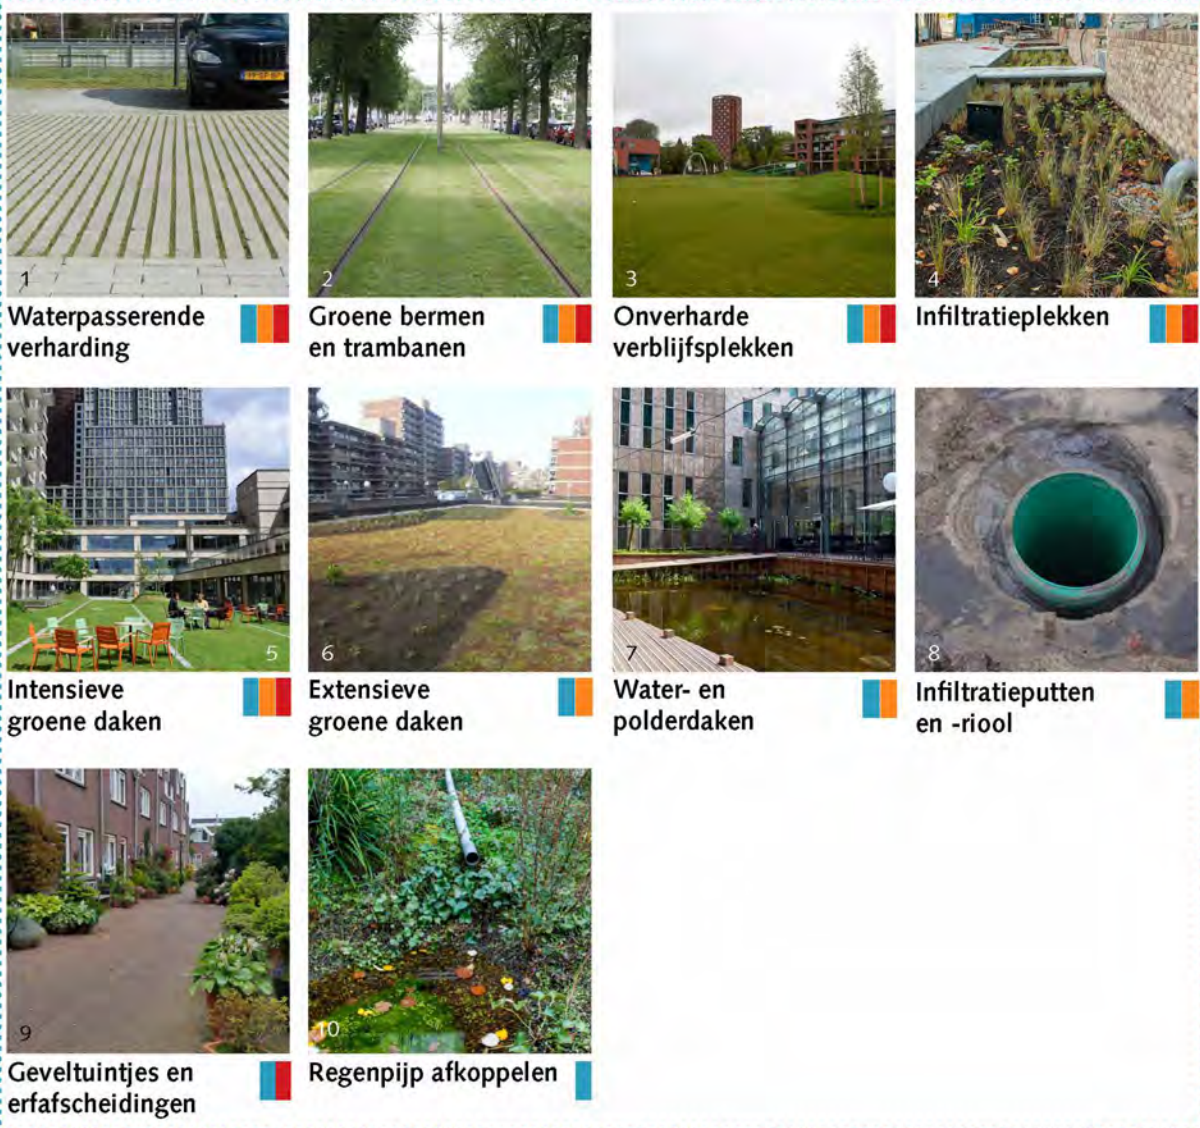 1
Waterpasserende
verharding
2
Groene bermen
en trambanen
3
Onverharde
verblijfsplekken
4
Infiltratieplekken
5
Intensieve
groene daken
6
Extensieve
groene daken
7
Water- en
polderdaken
8
Infiltratieputten
en -riool
9
Geveltuintjes en
erfafscheidingen
10
Regenpijp afkoppelen